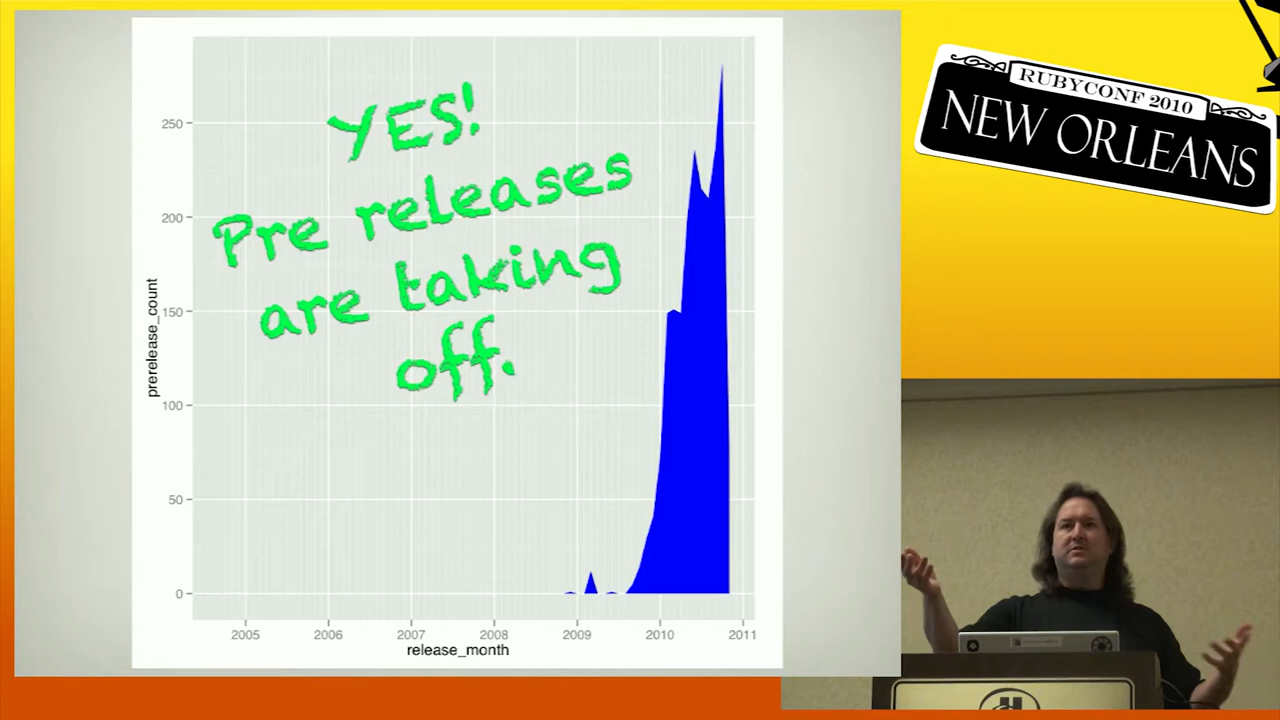 YES!
Pre releases
are taking
off.
prerelease_count
250
200
150
100
50
0
2005 2006 2007 2008 2009 2010 2011
release_month
RUBYCONF 2010
NEW ORLEANS